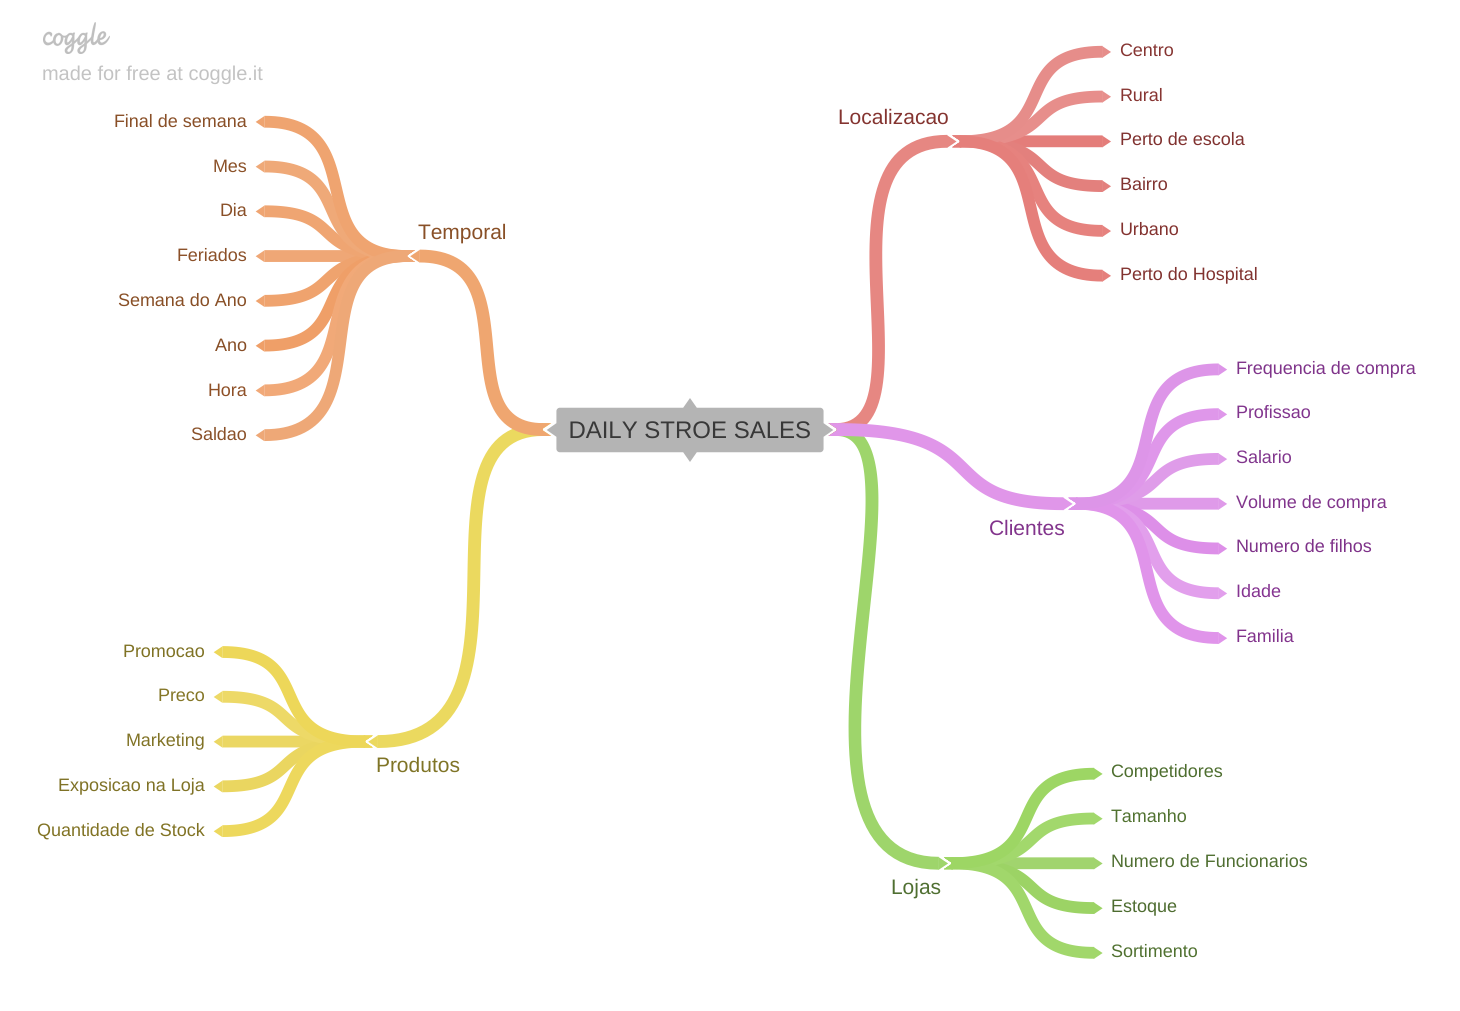 coggle
made for free at coggle.it
DAILY STROE SALES
Temporal
Final de semana
Mes
Dia
Feriados
Semana do Ano
Ano
Hora
Saldao
Produtos
Promocao
Preco
Marketing
Exposicao na Loja
Quantidade de Stock
Localizacao
Centro
Rural
Perto de escola
Bairro
Urbano
Perto do Hospital
Clientes
Frequencia de compra
Profissao
Salario
Volume de compra
Numero de filhos
Idade
Familia
Lojas
Competidores
Tamanho
Numero de Funcionarios
Estoque
Sortimento